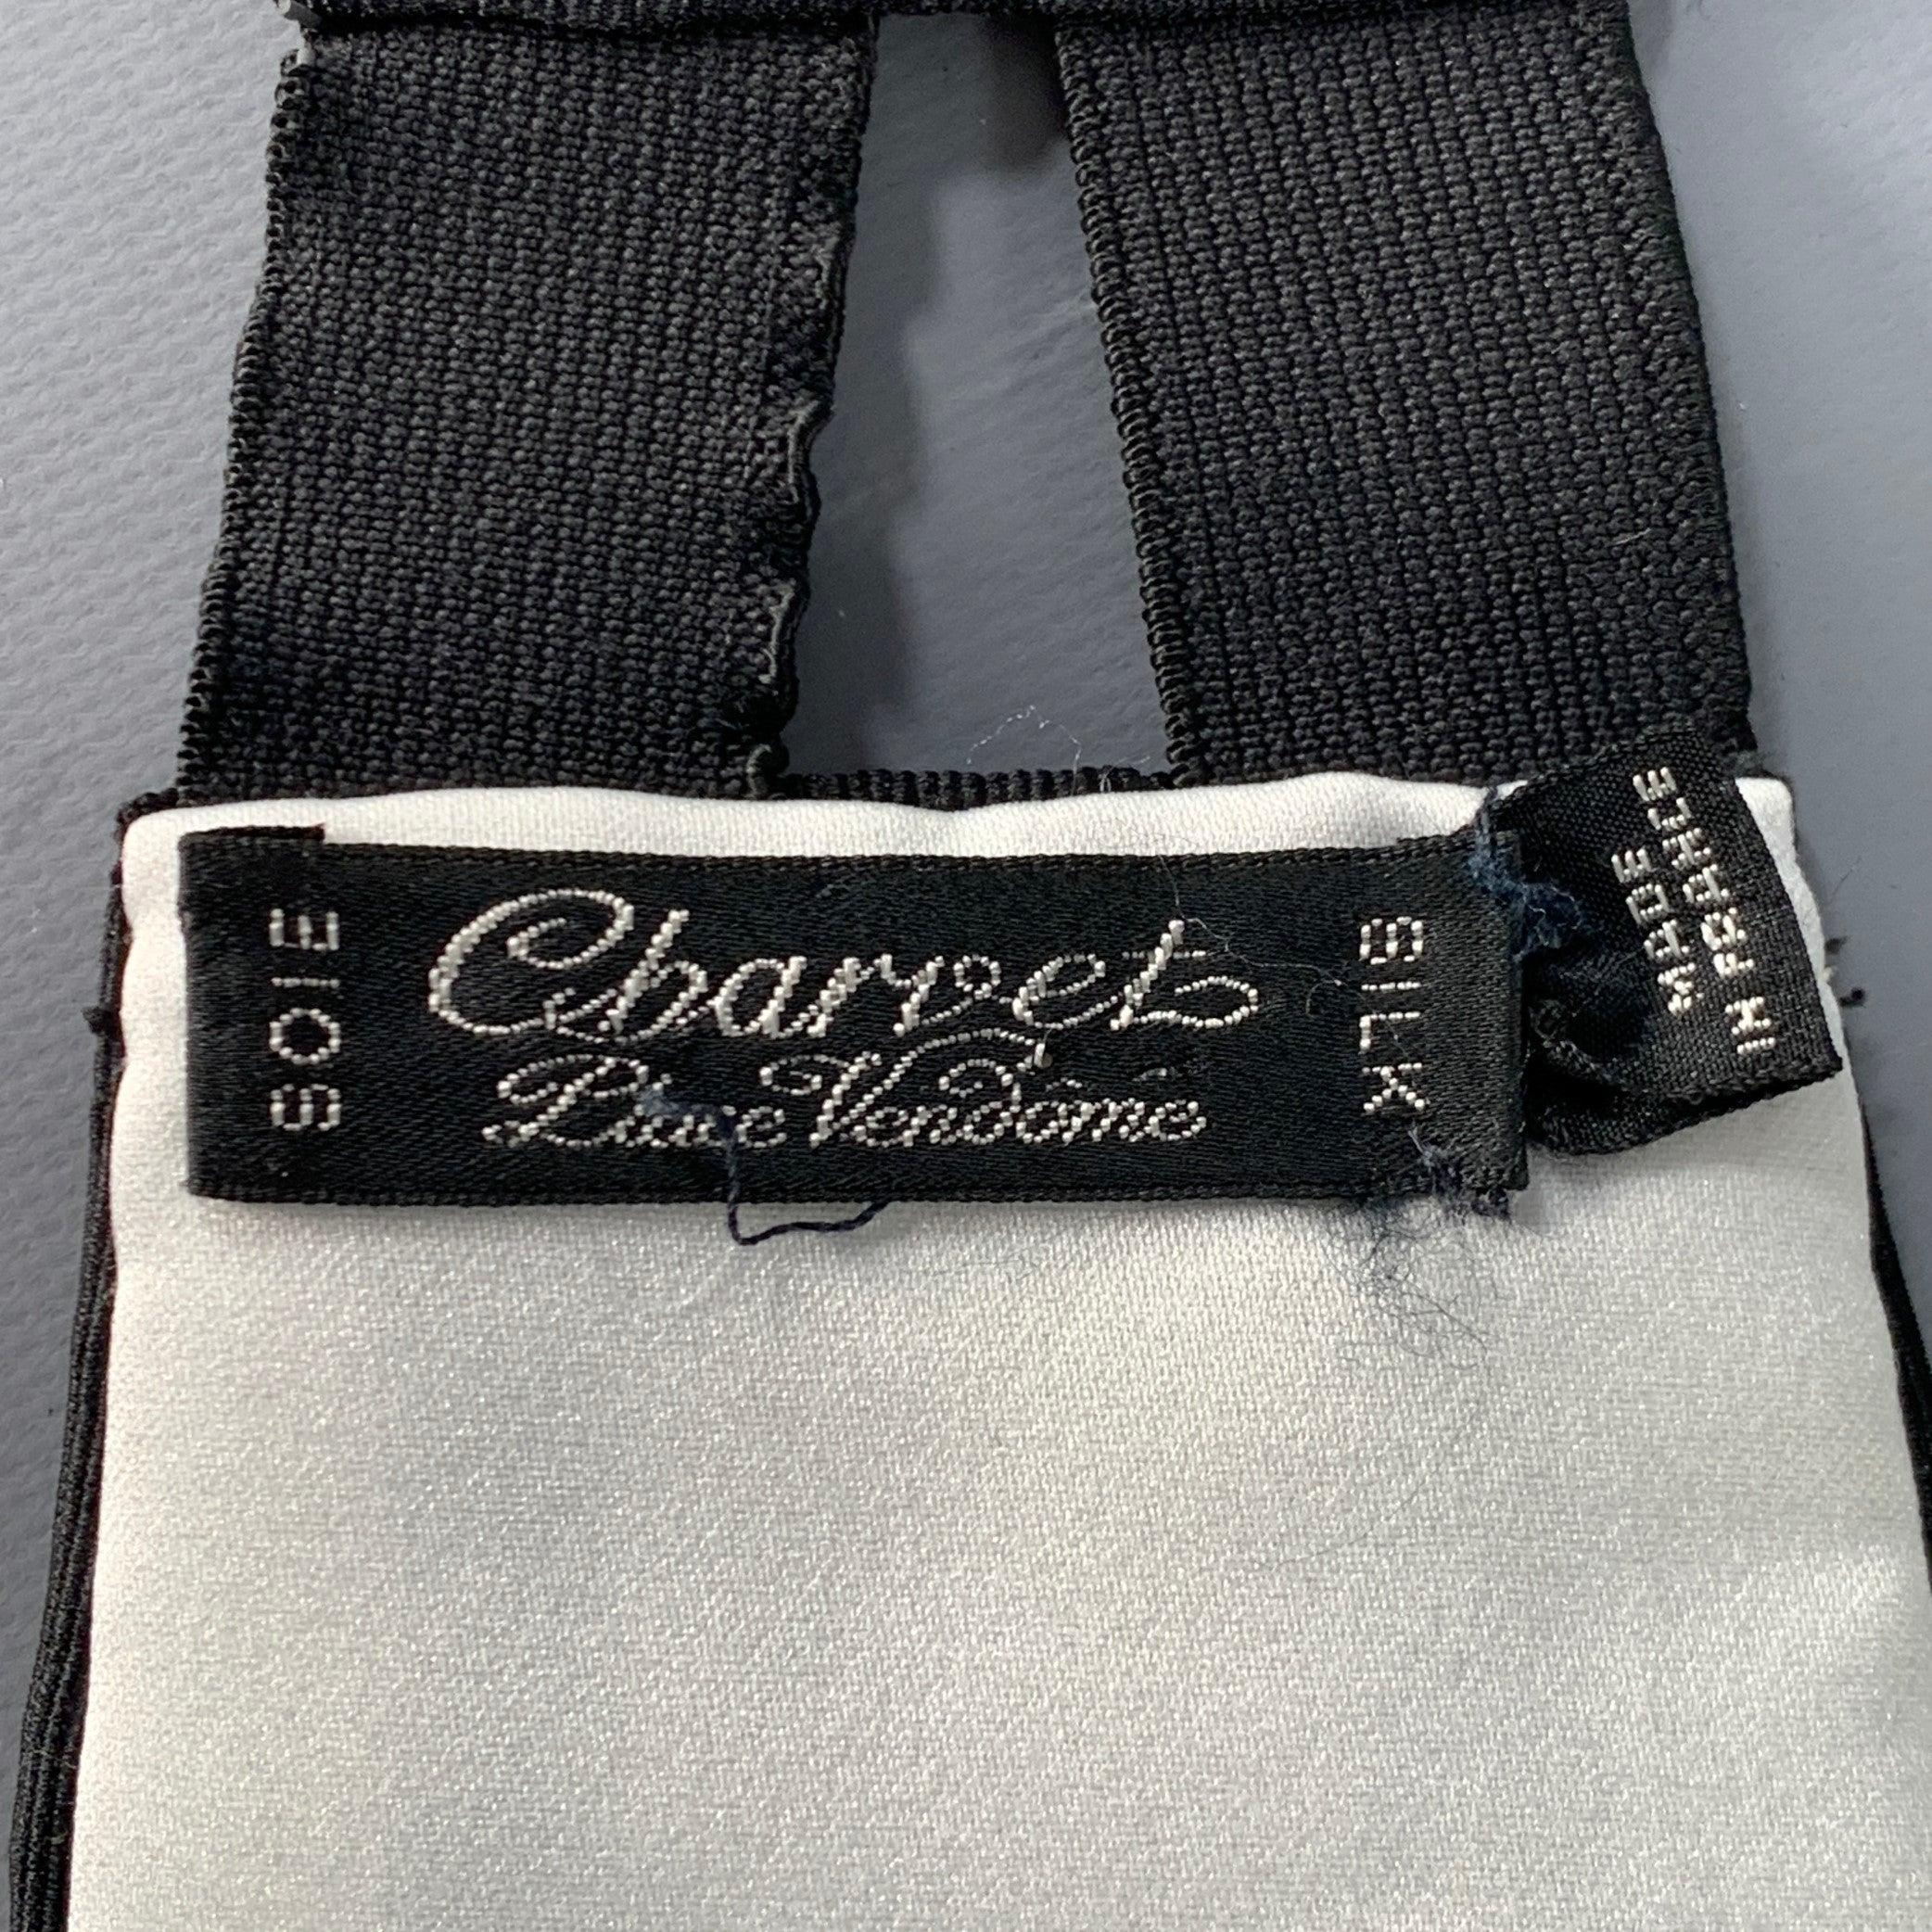 SOIE
Charvet
Place Vendôme
SILK
MADE
IN FRANCE